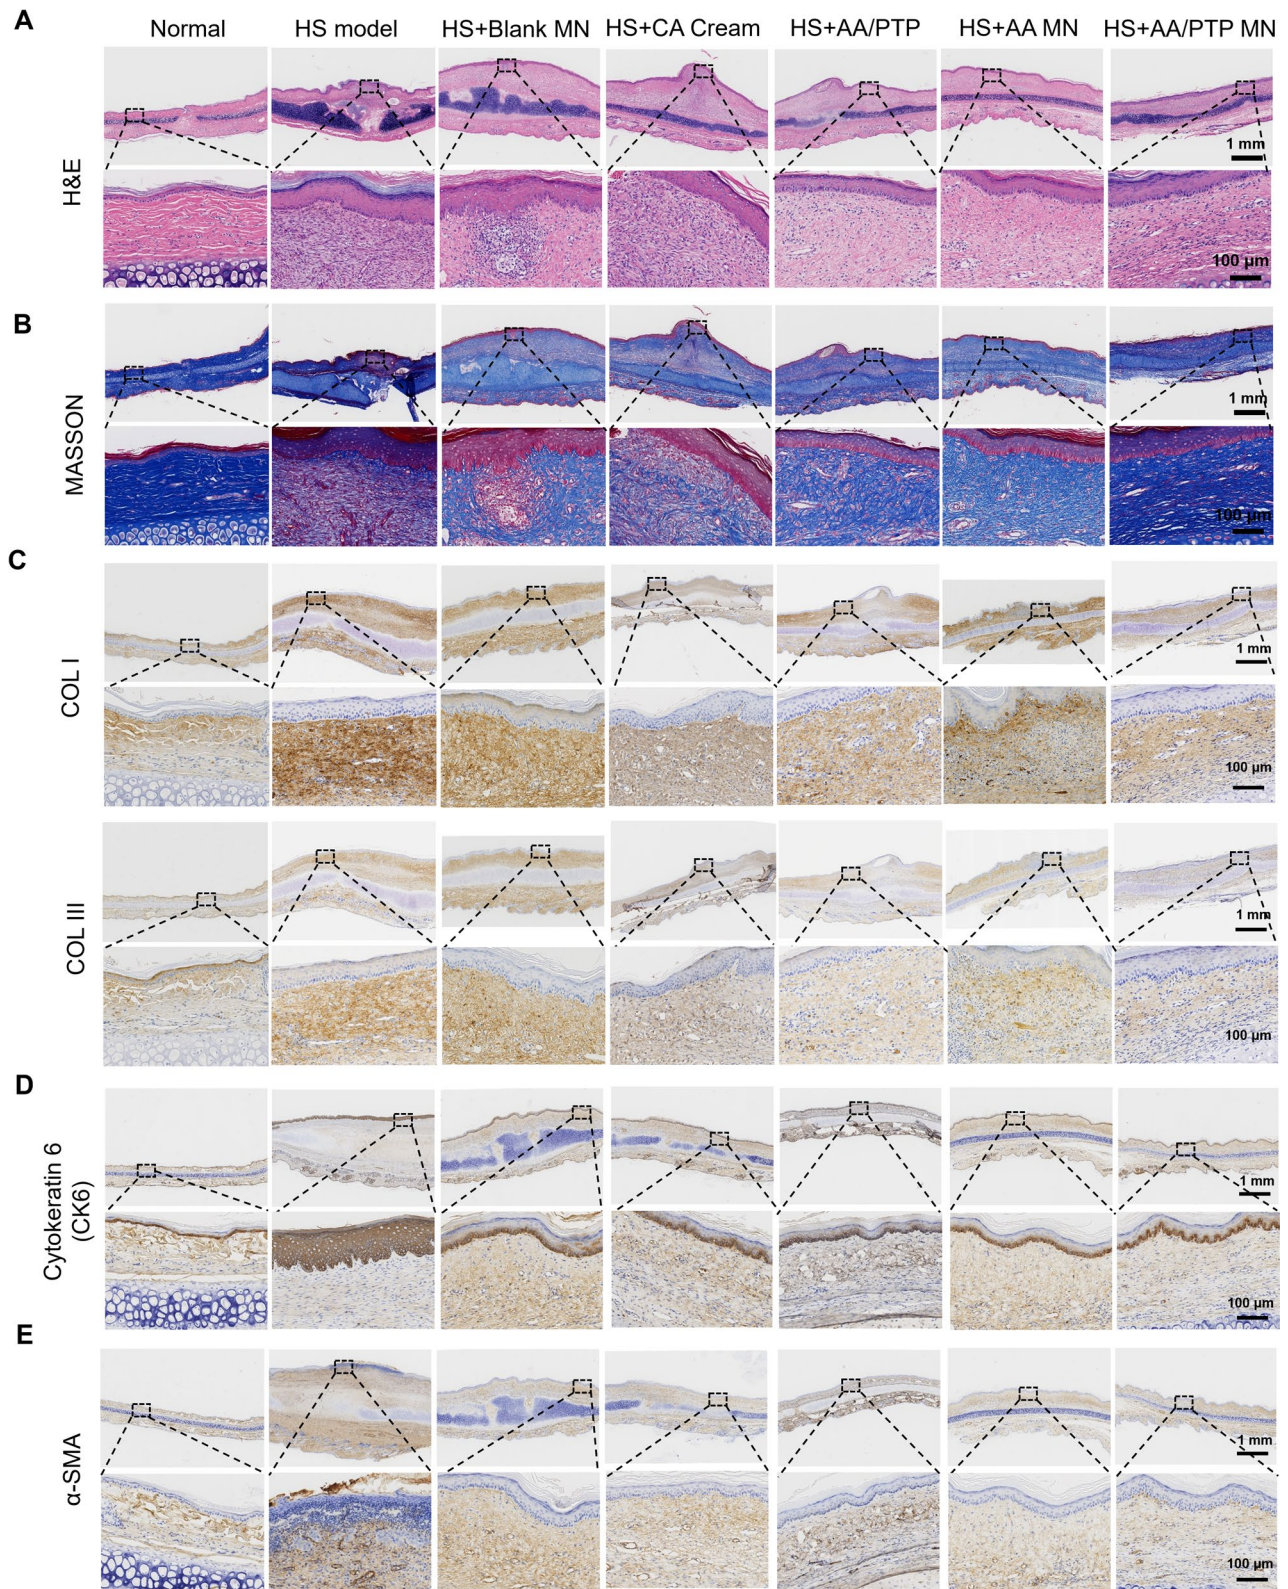 A
Normal
HS model
HS+Blank MN
HS+CA Cream
HS+AA/PTP
HS+AA MN
HS+AA/PTP MN
H&E
1 mm
100 μm
B
MASSON
1 mm
100 μm
C
COL I
1 mm
100 μm
COL III
1 mm
100 μm
D
Cytokeratin 6
(CK6)
1 mm
100 μm
E
α-SMA
1 mm
100 μm